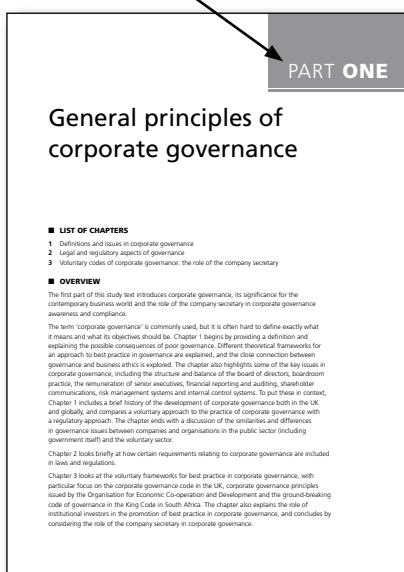 PART ONE
General principles of
corporate governance
■ LIST OF CHAPTERS
1 Definitions and issues in corporate governance
2 Legal and regulatory aspects of governance
3 Voluntary codes of corporate governance: the role of the company secretary
■ OVERVIEW
The first part of this study text introduces corporate governance, its significance for the
contemporary business world and the role of the company secretary in corporate governance
awareness and compliance.
The term ‘corporate governance’ is commonly used, but it is often hard to define exactly what
it means and what its objectives should be. Chapter 1 begins by providing a definition and
explaining the possible consequences of poor governance. Different theoretical frameworks for
an approach to best practice in governance are explained, and the close connection between
governance and business ethics is explored. The chapter also highlights some of the key issues in
corporate governance, including the structure and balance of the board of directors, boardroom
practice, the remuneration of senior executives, financial reporting and auditing, shareholder
communications, risk management systems and internal control systems. To put these in context,
Chapter 1 includes a brief history of the development of corporate governance both in the UK
and globally, and compares a voluntary approach to the practice of corporate governance with
a regulatory approach. The chapter ends with a discussion of the similarities and differences
in governance issues between companies and organisations in the public sector (including
government itself) and the voluntary sector.
Chapter 2 looks briefly at how certain requirements relating to corporate governance are included
in laws and regulations.
Chapter 3 looks at the voluntary frameworks for best practice in corporate governance, with
particular focus on the corporate governance code in the UK, corporate governance principles
issued by the Organisation for Economic Co-operation and Development and the ground-breaking
code of governance in the King Code in South Africa. The chapter also explains the role of
institutional investors in the promotion of best practice in corporate governance, and concludes by
considering the role of the company secretary in corporate governance.